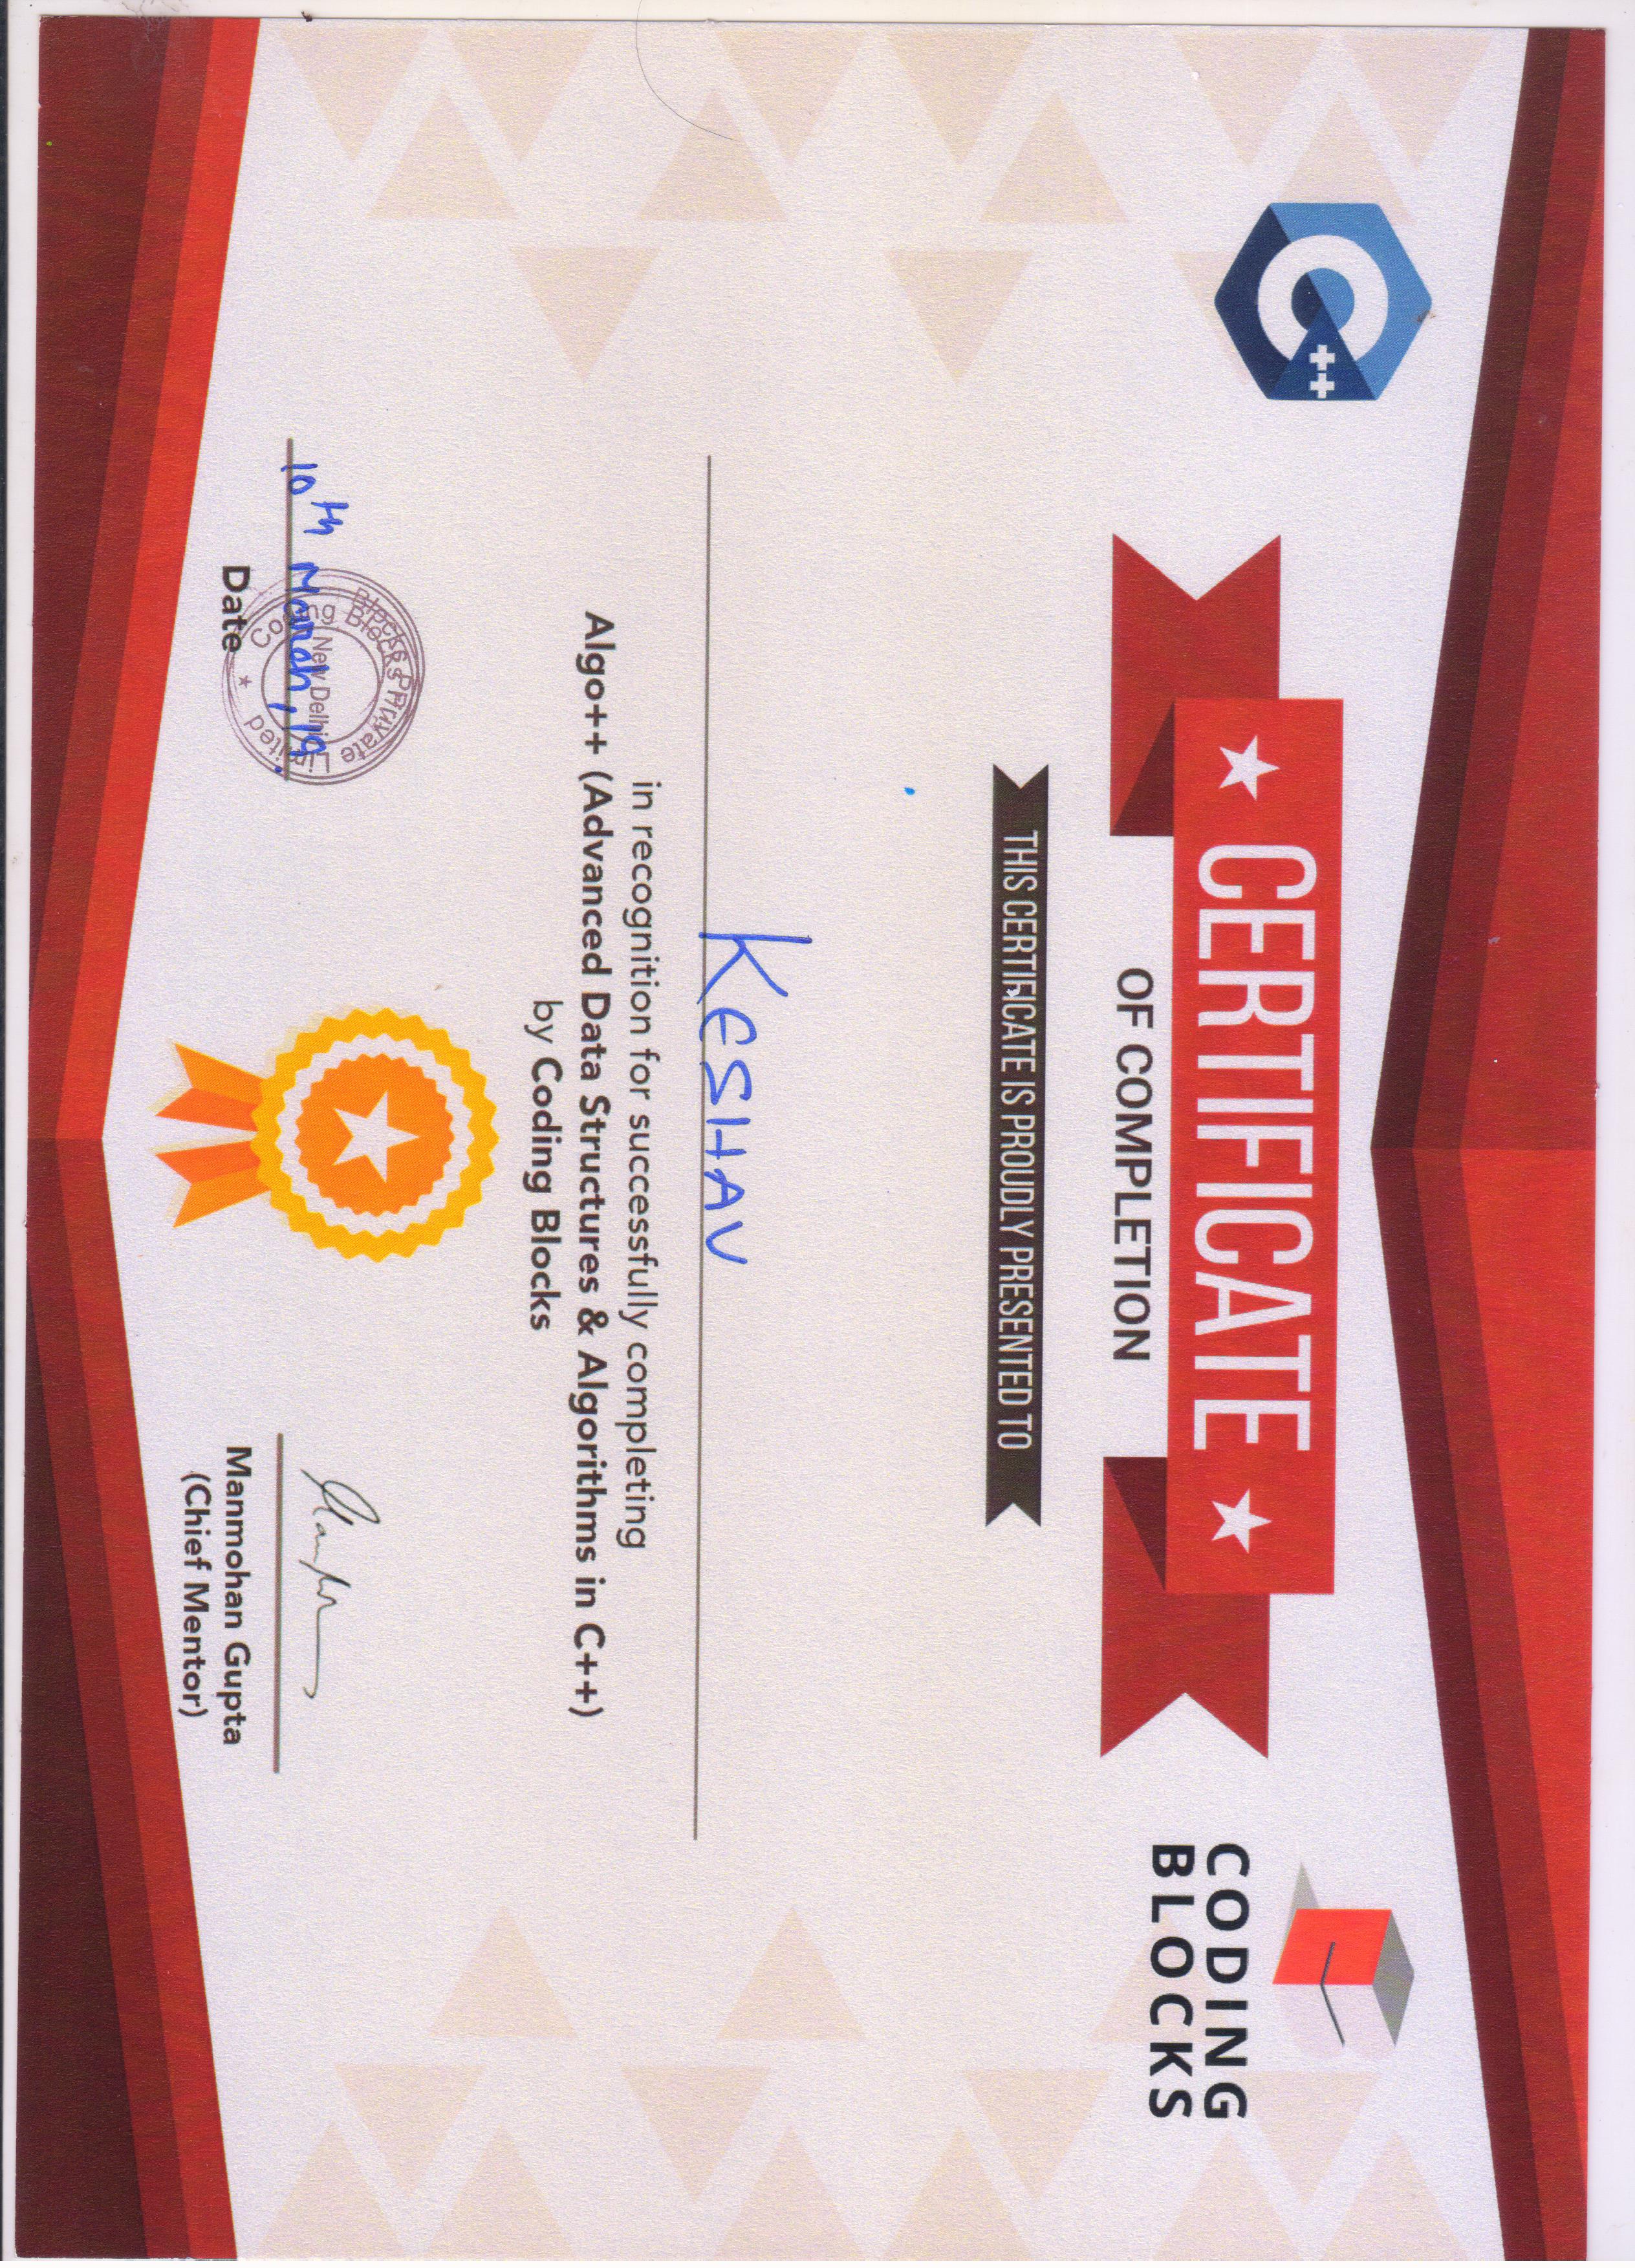 C++
CODING
BLOCKS
★ CERTIFICATE ★
OF COMPLETION
THIS CERTIFICATE IS PROUDLY PRESENTED TO
KESHAV
in recognition for successfully completing
Algo++ (Advanced Data Structures & Algorithms in C++)
by Coding Blocks
10th March, 19.
Date
Coding Blocks Private Limited
New Delhi
Manmohan Gupta
(Chief Mentor)